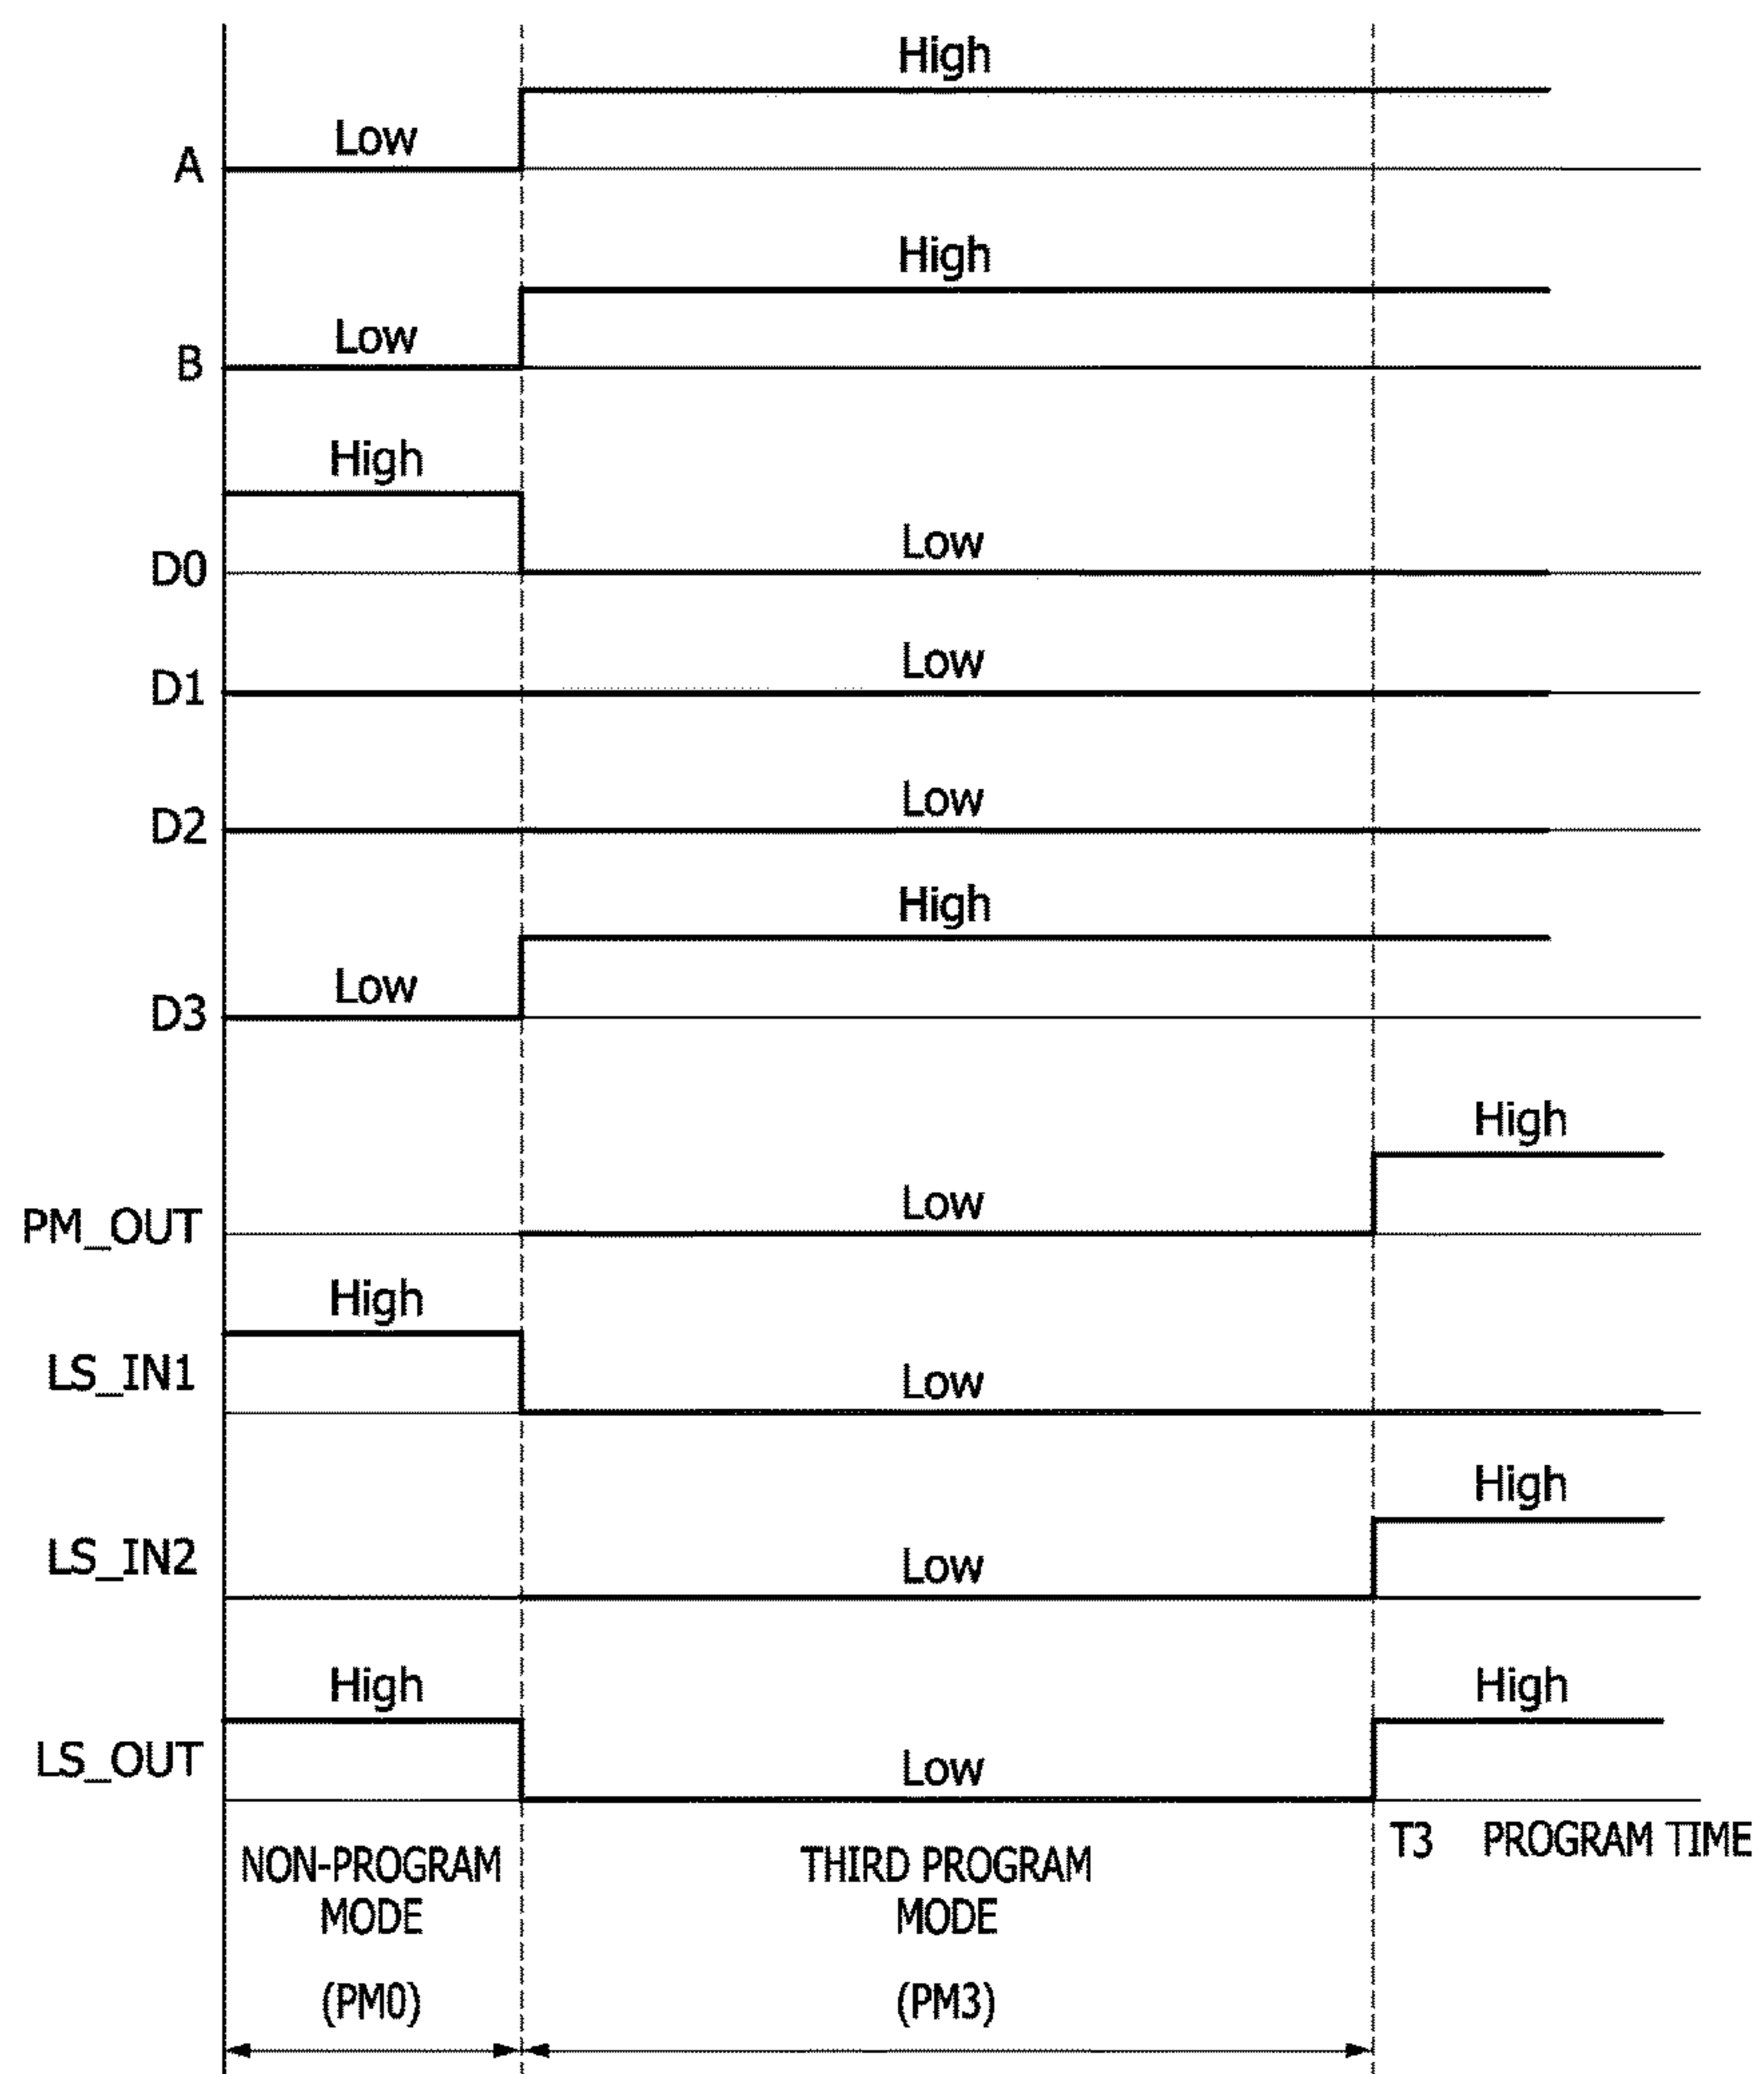 High
Low
A
High
Low
B
High
Low
D0
Low
D1
Low
D2
High
Low
D3
High
Low
PM_OUT
High
LS_IN1
Low
High
LS_IN2
Low
High
High
LS_OUT
Low
T3 PROGRAM TIME
NON-PROGRAM
MODE
(PM0)
THIRD PROGRAM
MODE
(PM3)